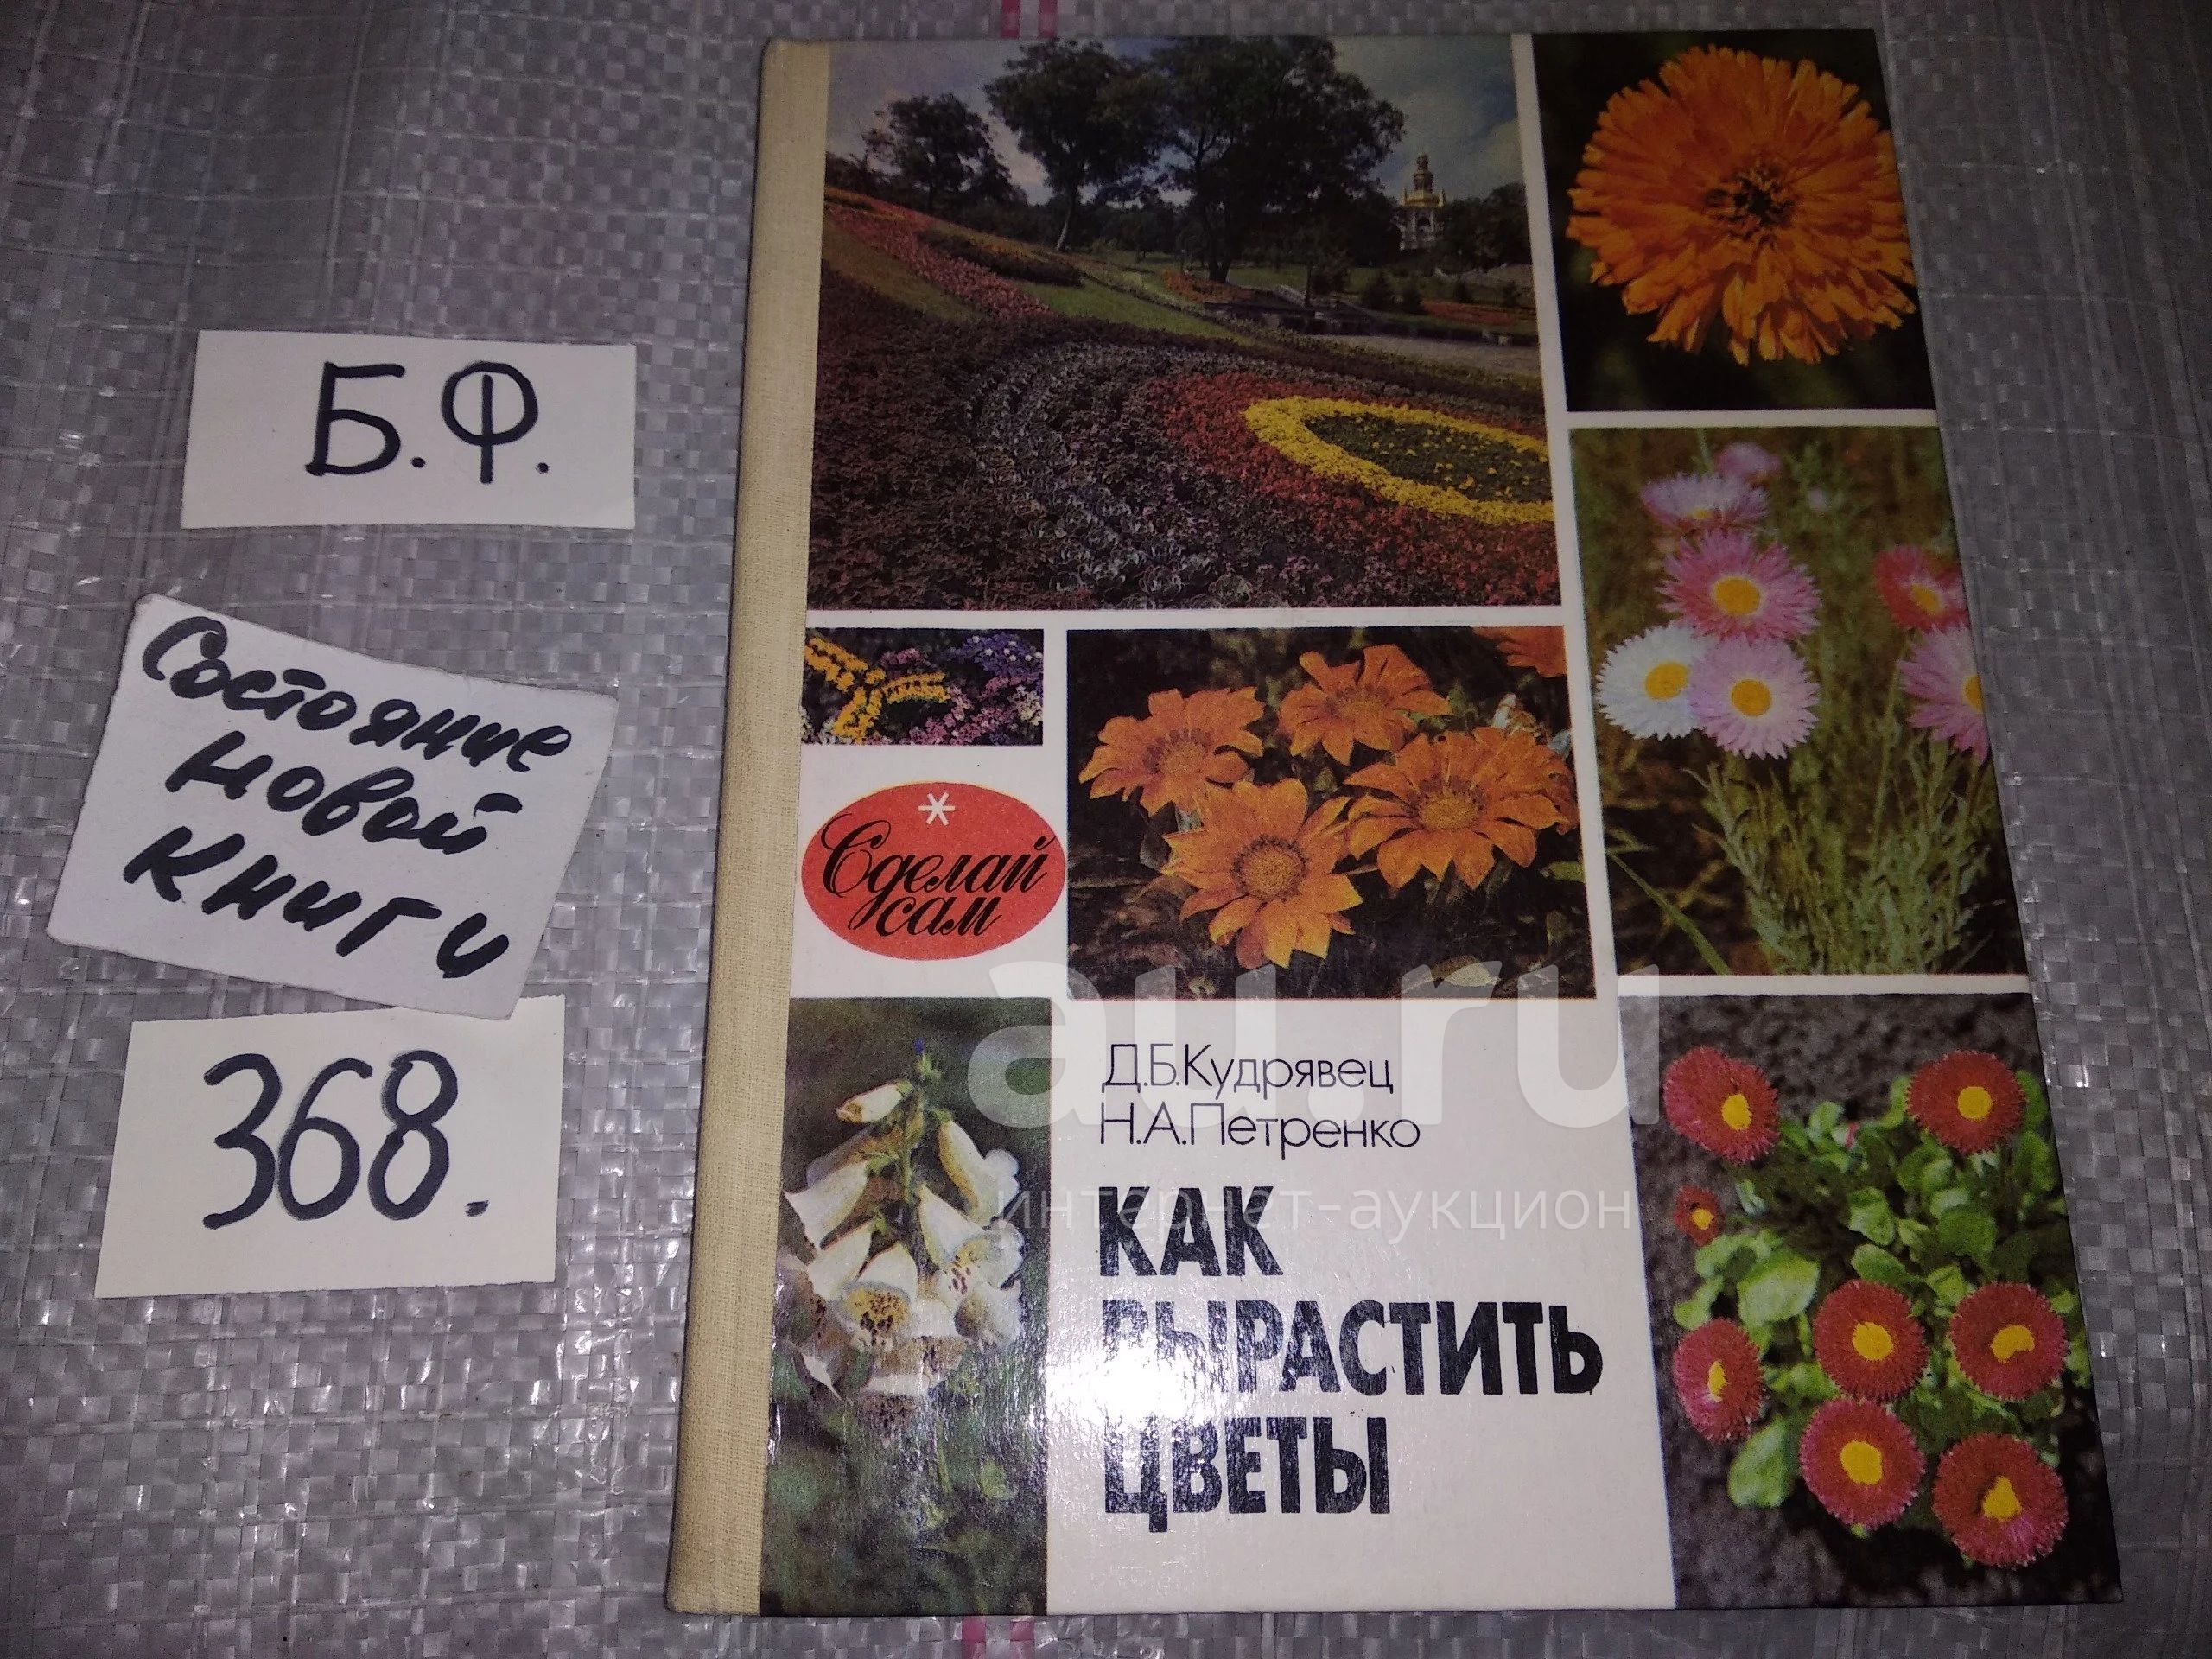 Б.Ф.
Состояние
новой
книги
368.
Сделай
сам
Д.Б.Кудрявец
Н.А.Петренко
КАК
ВЫРАСТИТЬ
ЦВЕТЫ
au.ru
интернет-аукцион